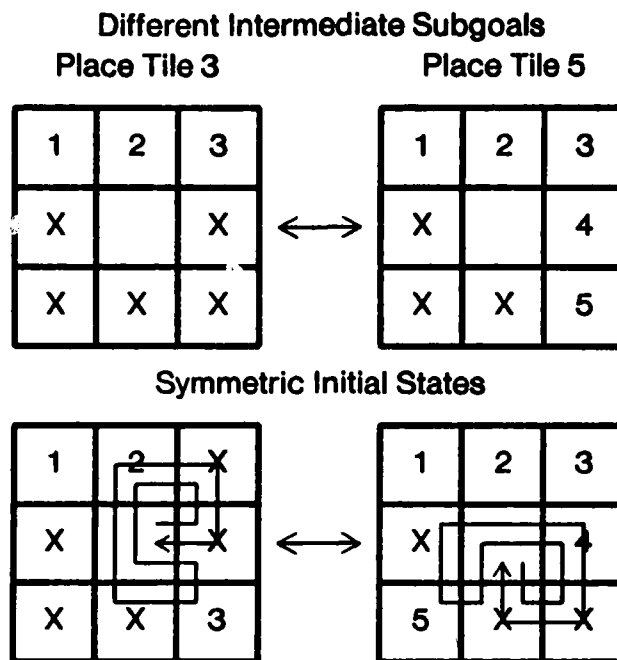 Different Intermediate Subgoals
Place Tile 3 Place Tile 5
1 2 3 1 2 3
X X X 4
X X X X X 5
Symmetric Initial States
1 2 X 1 2 3
X X X 4
X X 3 5 X X